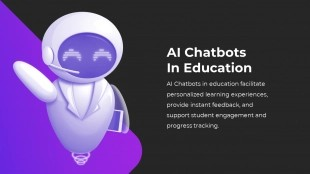 AI Chatbots
In Education
AI Chatbots in education facilitate
personalized learning experiences,
provide instant feedback, and
support student engagement and
progress tracking.